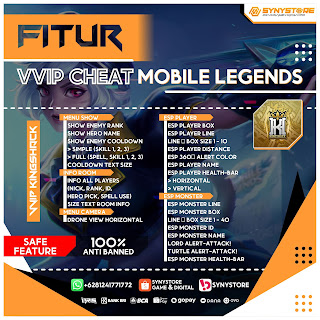 SYNYSTORE
FITUR
VVIP CHEAT MOBILE LEGENDS
VVIP KINGSHACK
MENU SHOW
SHOW ENEMY RANK
SHOW HERO NAME
SHOW ENEMY COOLDOWN
> SIMPLE (SKILL 1, 2, 3)
> FULL (SPELL, SKILL 1, 2, 3)
COOLDOWN TEXT SIZE
INFO ROOM
INFO ALL PLAYERS
(NICK, RANK, ID,
HERO PICK, SPELL USE)
SIZE TEXT ROOM INFO
MENU CAMERA
DRONE VIEW HORIZONTAL
ESP PLAYER
ESP PLAYER BOX
ESP PLAYER LINE
LINE BOX SIZE 1 - 10
ESP PLAYER DISTANCE
ESP 360 ALERT COLOR
ESP PLAYER NAME
ESP PLAYER HEALTH-BAR
> HORIZONTAL
> VERTICAL
ESP MONSTER
ESP MONSTER LINE
ESP MONSTER BOX
LINE BOX SIZE 1 - 40
ESP MONSTER ID
ESP MONSTER NAME
LORD ALERT-ATTACK!
TURTLE ALERT-ATTACK!
ESP MONSTER HEALTH-BAR
SAFE
FEATURE
100%
ANTI BANNED
+6281241771772
SYNYSTORE
GAME & DIGITAL
SYNYSTORE
BANK BRI
BCA
gopay
DANA
OVO